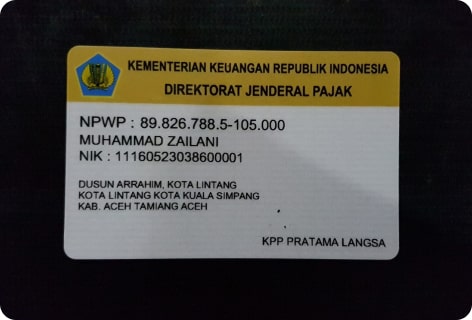 KEMENTERIAN KEUANGAN REPUBLIK INDONESIA
DIREKTORAT JENDERAL PAJAK
NPWP : 89.826.788.5-105.000
MUHAMMAD ZAILANI
NIK : 11160523038600001
DUSUN ARRAHIM, KOTA LINTANG
KOTA LINTANG KOTA KUALA SIMPANG
KAB. ACEH TAMIANG ACEH
KPP PRATAMA LANGSA